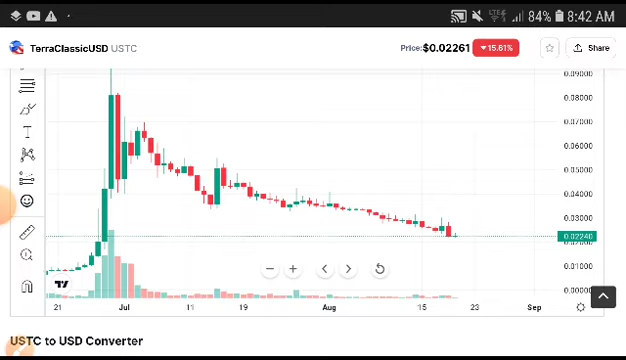 LTE 84% 8:42 AM
TerraClassicUSD USTC Price:$0.02261 ▼15.61% Share
0.09000
0.08000
0.07000
0.06000
0.05000
0.04000
0.03000
0.02240
0.01000
0.00000
21 Jul 11 19 Aug 15 23 Sep
USTC to USD Converter